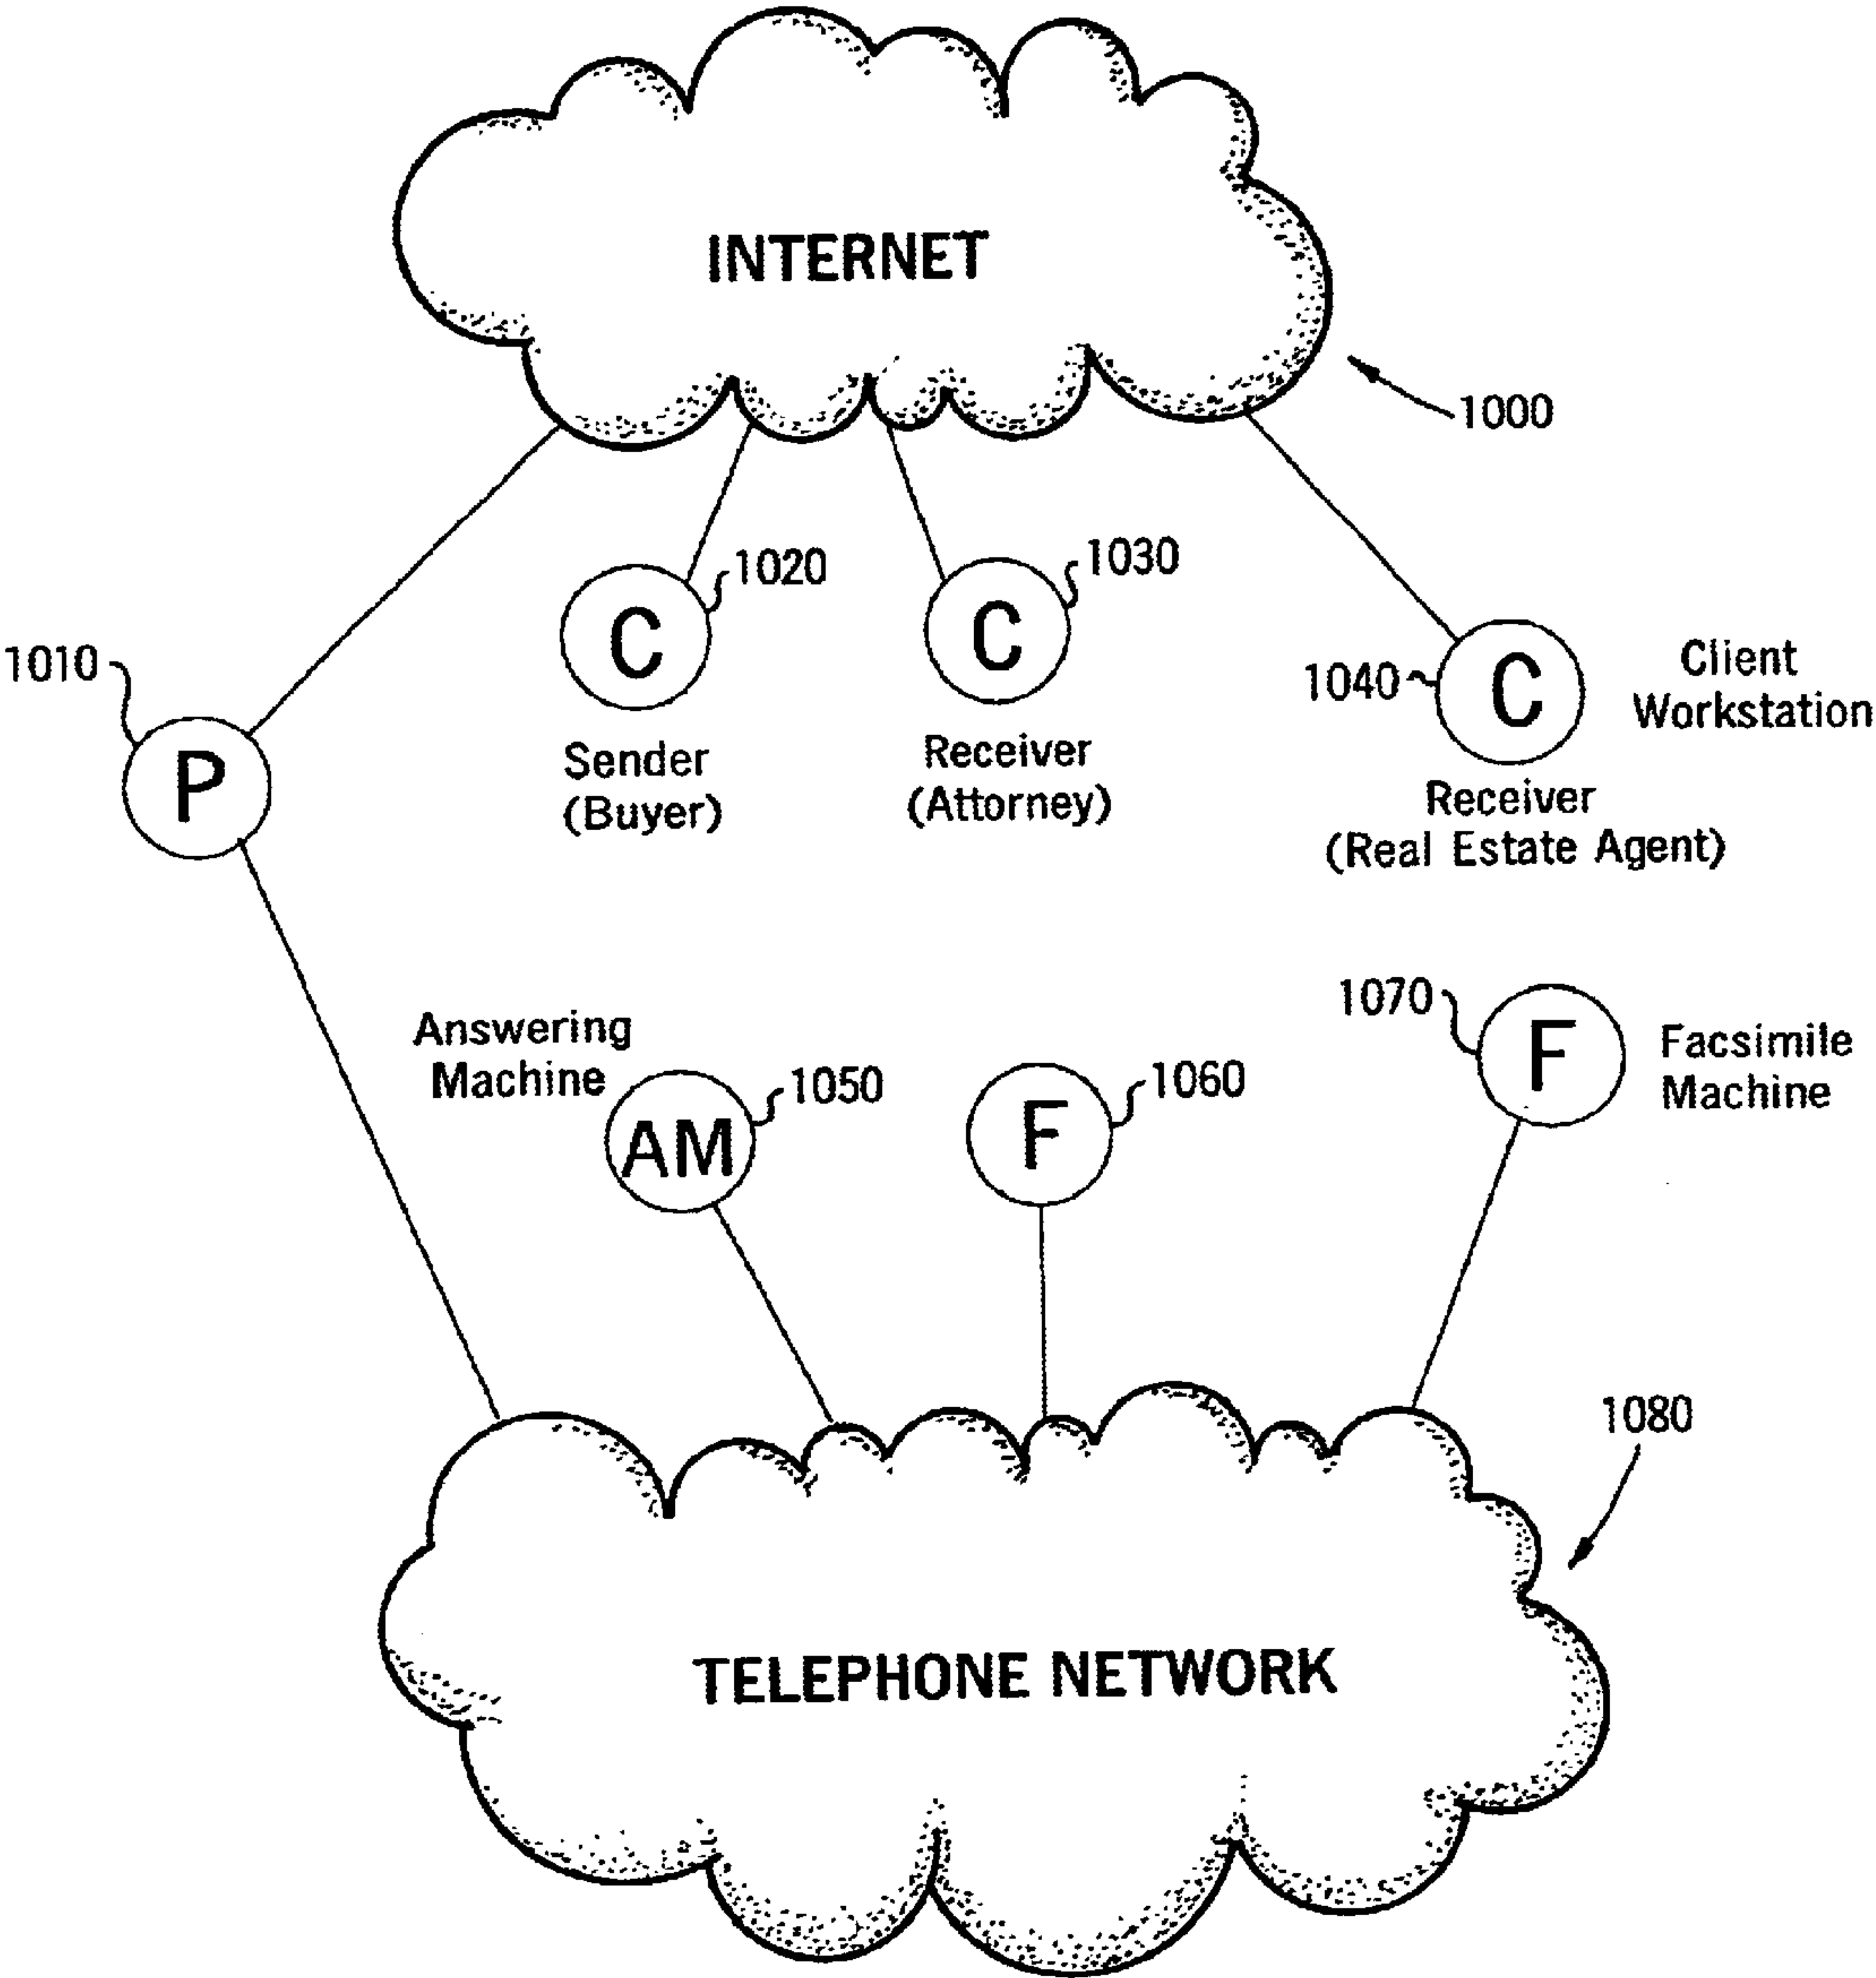 INTERNET
1000
1020
1030
C
C
1010
1040
C
Client
Workstation
P
Sender
(Buyer)
Receiver
(Attorney)
Receiver
(Real Estate Agent)
1070
F
Facsimile
Machine
Answering
Machine
1050
1060
AM
F
1080
TELEPHONE NETWORK